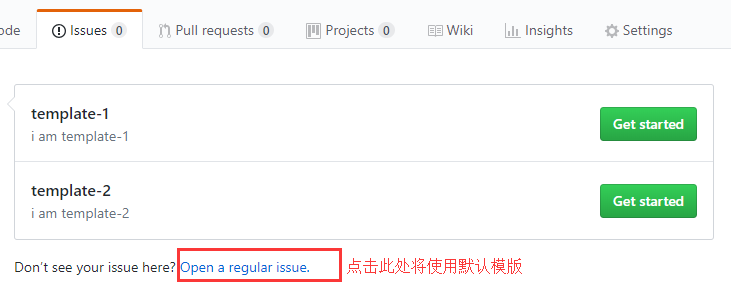 ode Issues 0 Pull requests 0 Projects 0 Wiki Insights Settings
template-1
i am template-1
Get started
template-2
i am template-2
Get started
Don't see your issue here? Open a regular issue. 点击此处将使用默认模版